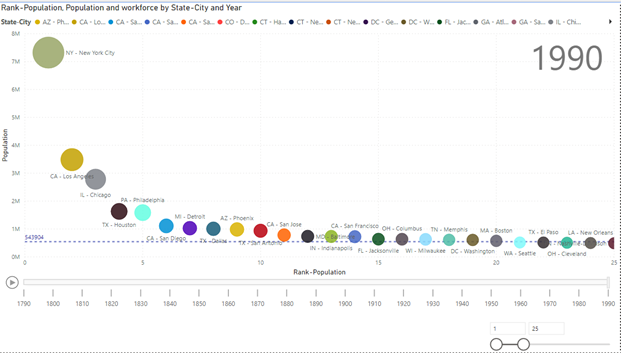 Rank-Population, Population and workforce by State-City and Year
State-City AZ - Ph... CA - Lo... CA - Sa... CA - Sa... CA - Sa... CO - D... CT - Ha... CT - Ne... CT - Ne... DC - Ge... DC - W... FL - Jac... GA - Atl... GA - Sa... IL - Chi...
1990
8M
7M
6M
5M
4M
3M
2M
1M
0M
Population
543904
NY - New York City
CA - Los Angeles
IL - Chicago
PA - Philadelphia
TX - Houston
MI - Detroit
AZ - Phoenix
CA - San Jose
CA - San Francisco
OH - Columbus
TN - Memphis
MA - Boston
TX - El Paso
LA - New Orleans
CA - San Diego
TX - Dallas
TX - San Antonio
IN - Indianapolis
MD - Baltimore
FL - Jacksonville
WI - Milwaukee
DC - Washington
WA - Seattle
OH - Cleveland
0 5 10 15 20 25
Rank-Population
1790 1800 1810 1820 1830 1840 1850 1860 1870 1880 1890 1900 1910 1920 1930 1940 1950 1960 1970 1980 1990
1 25